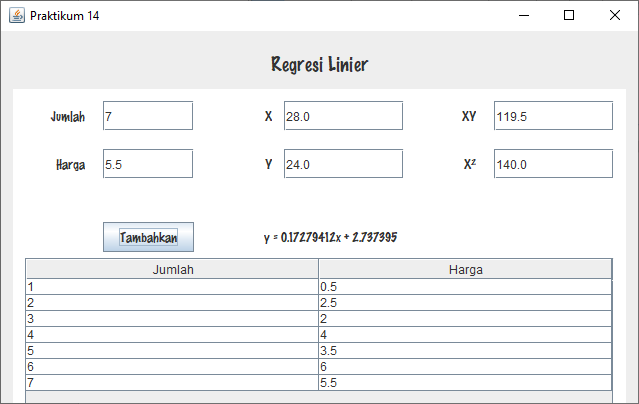 Praktikum 14
Regresi Linier
Jumlah 7 X 28.0 XY 119.5
Harga 5.5 Y 24.0 X² 140.0
Tambahkan y = 0.17279412x + 2.737395
Jumlah Harga
1 0.5
2 2.5
3 2
4 4
5 3.5
6 6
7 5.5